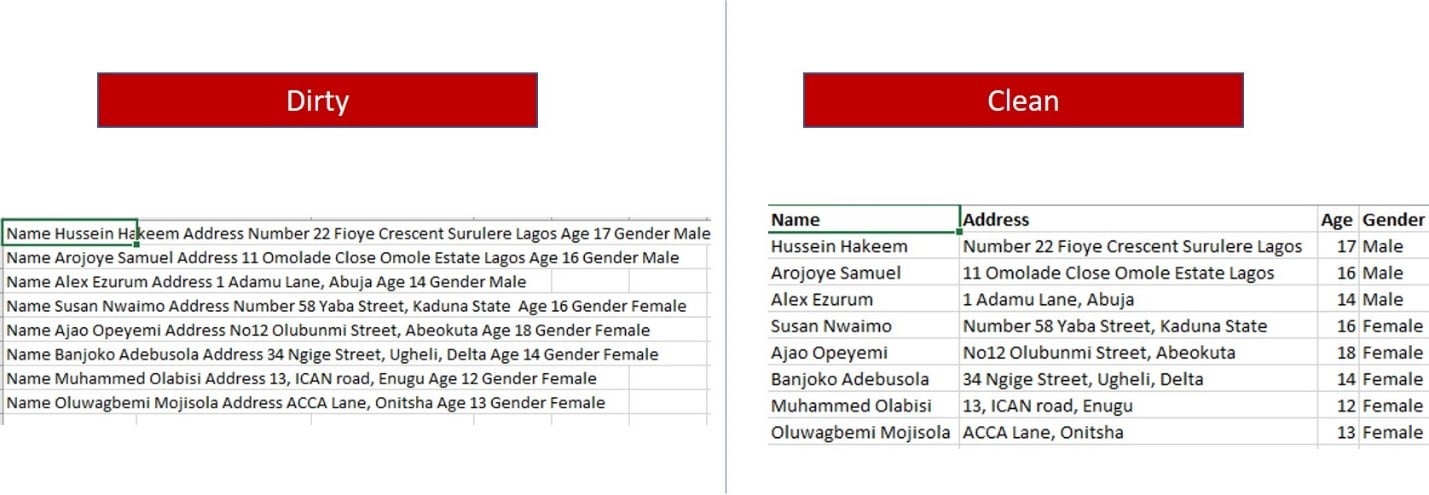 Dirty
Name Hussein Hakeem Address Number 22 Fioye Crescent Surulere Lagos Age 17 Gender Male
Name Arojoye Samuel Address 11 Omolade Close Omole Estate Lagos Age 16 Gender Male
Name Alex Ezurum Address 1 Adamu Lane, Abuja Age 14 Gender Male
Name Susan Nwaimo Address Number 58 Yaba Street, Kaduna State  Age 16 Gender Female
Name Ajao Opeyemi Address No12 Olubunmi Street, Abeokuta Age 18 Gender Female
Name Banjoko Adebusola Address 34 Ngige Street, Ugheli, Delta Age 14 Gender Female
Name Muhammed Olabisi Address 13, ICAN road, Enugu Age 12 Gender Female
Name Oluwagbemi Mojisola Address ACCA Lane, Onitsha Age 13 Gender Female
Clean
Name Address Age Gender
Hussein Hakeem Number 22 Fioye Crescent Surulere Lagos 17 Male
Arojoye Samuel 11 Omolade Close Omole Estate Lagos 16 Male
Alex Ezurum 1 Adamu Lane, Abuja 14 Male
Susan Nwaimo Number 58 Yaba Street, Kaduna State 16 Female
Ajao Opeyemi No12 Olubunmi Street, Abeokuta 18 Female
Banjoko Adebusola 34 Ngige Street, Ugheli, Delta 14 Female
Muhammed Olabisi 13, ICAN road, Enugu 12 Female
Oluwagbemi Mojisola ACCA Lane, Onitsha 13 Female